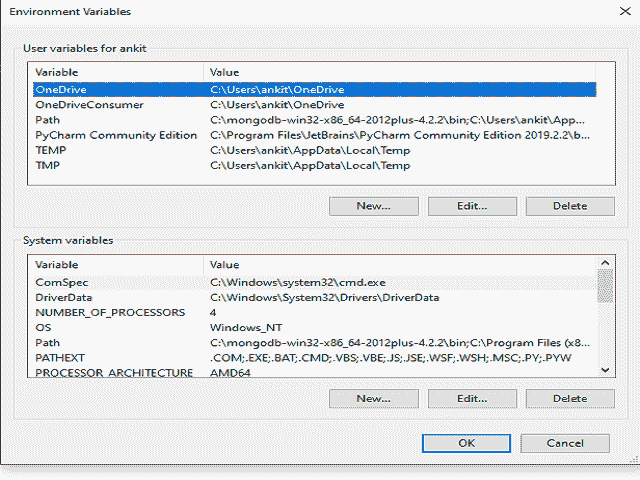 Environment Variables
User variables for ankit
Variable Value
OneDrive C:\Users\ankit\OneDrive
OneDriveConsumer C:\Users\ankit\OneDrive
Path C:\mongodb-win32-x86_64-2012plus-4.2.2\bin;C:\Users\ankit\App...
PyCharm Community Edition C:\Program Files\JetBrains\PyCharm Community Edition 2019.2.2\b...
TEMP C:\Users\ankit\AppData\Local\Temp
TMP C:\Users\ankit\AppData\Local\Temp
New... Edit... Delete
System variables
Variable Value
ComSpec C:\Windows\system32\cmd.exe
DriverData C:\Windows\System32\Drivers\DriverData
NUMBER_OF_PROCESSORS 4
OS Windows_NT
Path C:\mongodb-win32-x86_64-2012plus-4.2.2\bin;C:\Program Files (x8...
PATHEXT .COM;.EXE;.BAT;.CMD;.VBS;.VBE;.JS;.JSE;.WSF;.WSH;.MSC;.PY;.PYW
PROCESSOR_ARCHITECTURE AMD64
New... Edit... Delete
OK Cancel